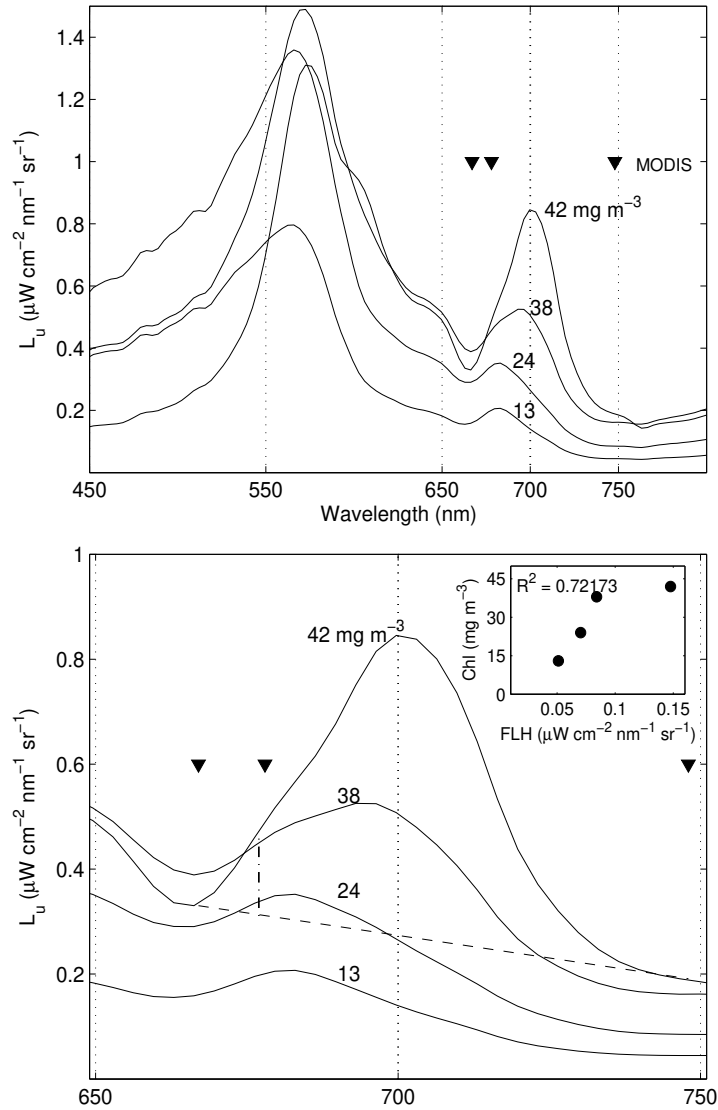 1.4
1.2
1
0.8
0.6
0.4
0.2
L_u (μW cm⁻² nm⁻¹ sr⁻¹)
MODIS
42 mg m⁻³
38
24
13
450 550 650 700 750
Wavelength (nm)
1
0.8
0.6
0.4
0.2
L_u (μW cm⁻² nm⁻¹ sr⁻¹)
42 mg m⁻³
38
24
13
650 700 750
R² = 0.72173
45
30
15
0
Chl (mg m⁻³)
0.05 0.1 0.15
FLH (μW cm⁻² nm⁻¹ sr⁻¹)